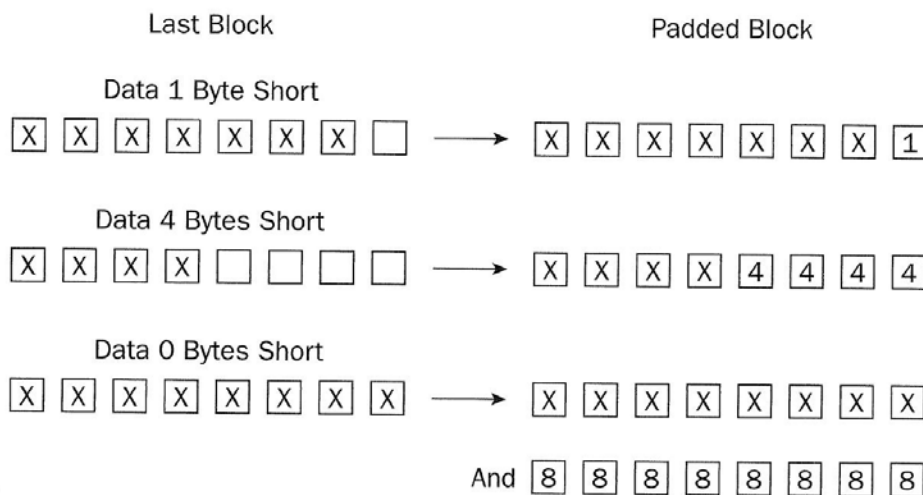 Last Block Padded Block
Data 1 Byte Short
X X X X X X X X X X X X X X 1
Data 4 Bytes Short
X X X X X X X X 4 4 4 4
Data 0 Bytes Short
X X X X X X X X X X X X X X X X
And 8 8 8 8 8 8 8 8